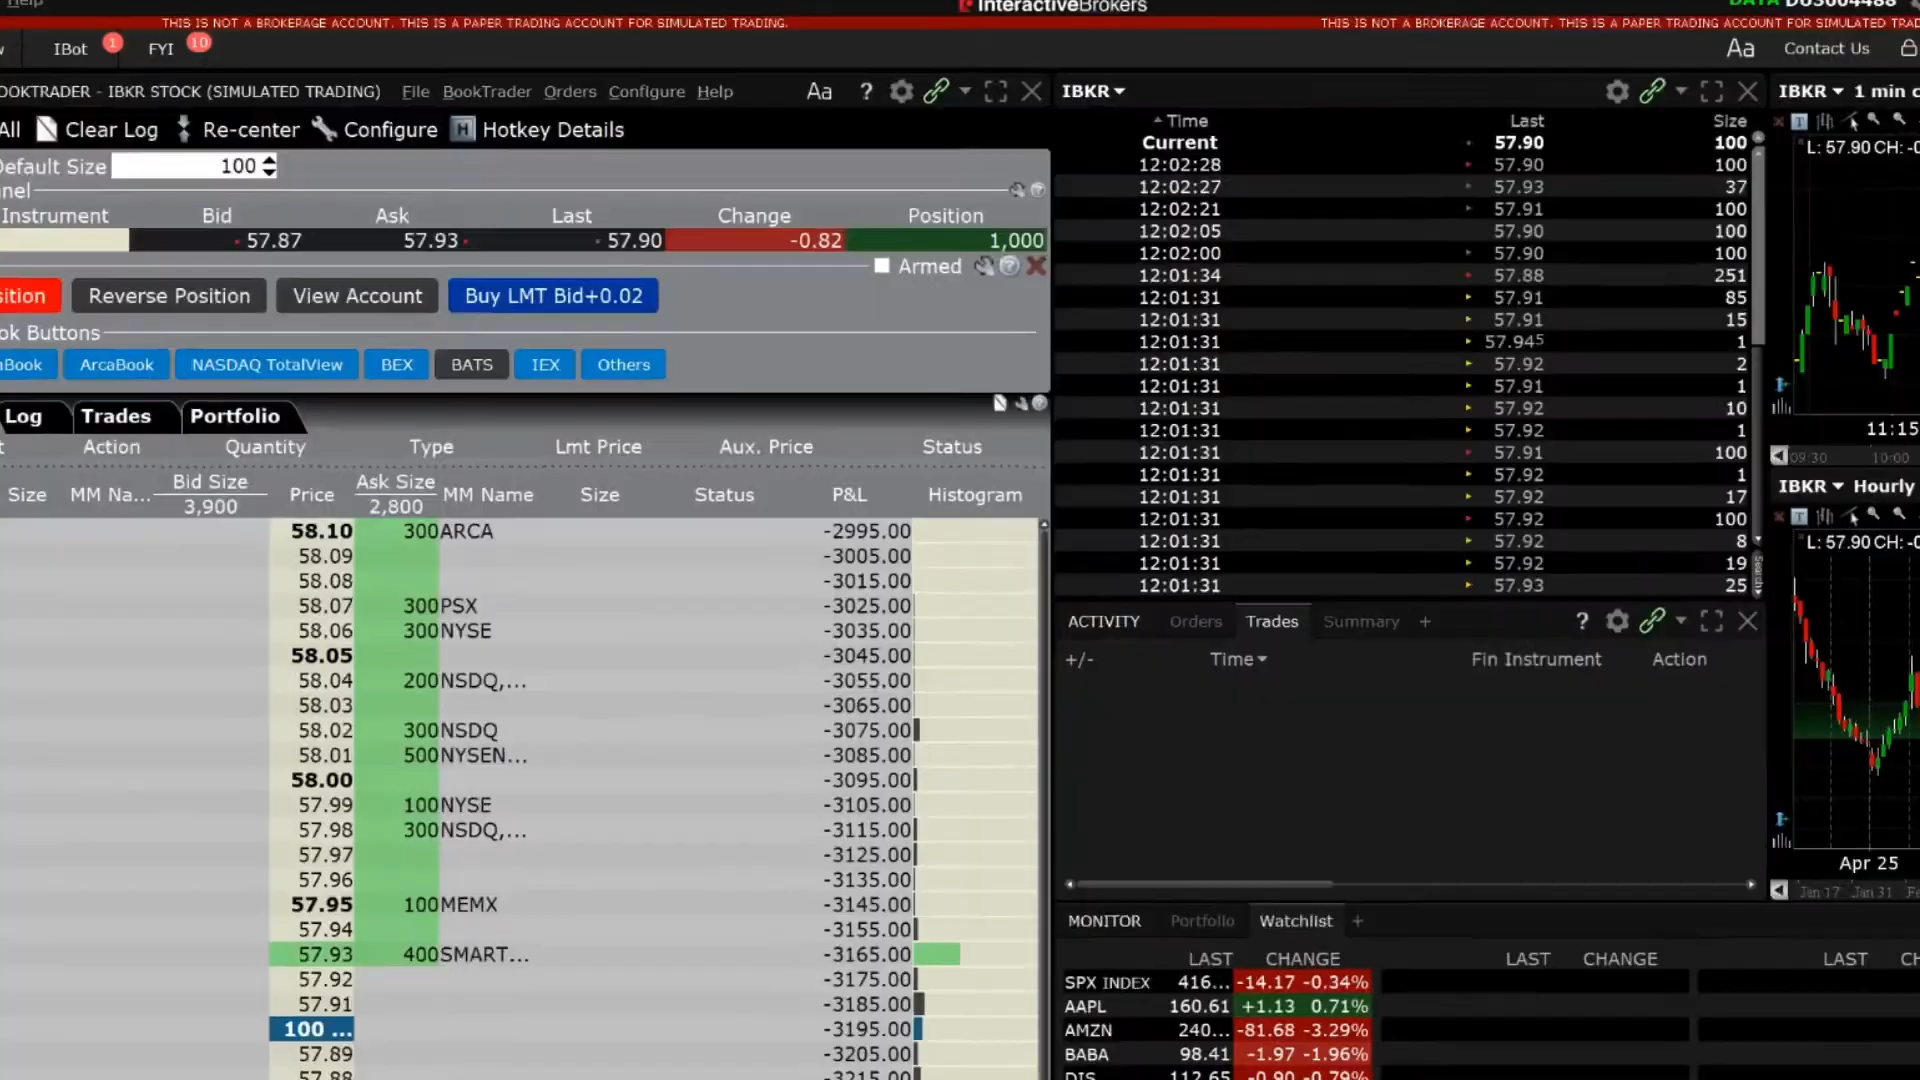 Help
InteractiveBrokers
THIS IS NOT A BROKERAGE ACCOUNT. THIS IS A PAPER TRADING ACCOUNT FOR SIMULATED TRADING.
THIS IS NOT A BROKERAGE ACCOUNT. THIS IS A PAPER TRADING ACCOUNT FOR SIMULATED TRAD
IBot 1 FYI 10
Aa Contact Us
OOKTRADER - IBKR STOCK (SIMULATED TRADING) File BookTrader Orders Configure Help Aa ?
All Clear Log Re-center Configure Hotkey Details
Default Size 100
nel
Instrument Bid Ask Last Change Position
57.87 57.93 57.90 -0.82 1,000
Armed
sition Reverse Position View Account Buy LMT Bid+0.02
ok Buttons
Book ArcaBook NASDAQ TotalView BEX BATS IEX Others
Log Trades Portfolio
t Action Quantity Type Lmt Price Aux. Price Status
Size MM Na... Bid Size Price Ask Size MM Name Size Status P&L Histogram
3,900 2,800
58.10 300 ARCA -2995.00
58.09 -3005.00
58.08 -3015.00
58.07 300 PSX -3025.00
58.06 300 NYSE -3035.00
58.05 -3045.00
58.04 200 NSDQ,... -3055.00
58.03 -3065.00
58.02 300 NSDQ -3075.00
58.01 500 NYSEN... -3085.00
58.00 -3095.00
57.99 100 NYSE -3105.00
57.98 300 NSDQ,... -3115.00
57.97 -3125.00
57.96 -3135.00
57.95 100 MEMX -3145.00
57.94 -3155.00
57.93 400 SMART... -3165.00
57.92 -3175.00
57.91 -3185.00
100 ... -3195.00
57.89 -3205.00
57.88 -3215.00
IBKR
Time Last Size
Current 57.90 100
12:02:28 57.90 100
12:02:27 57.93 37
12:02:21 57.91 100
12:02:05 57.90 100
12:02:00 57.90 100
12:01:34 57.88 251
12:01:31 57.91 85
12:01:31 57.91 15
12:01:31 57.945 1
12:01:31 57.92 2
12:01:31 57.91 1
12:01:31 57.92 10
12:01:31 57.92 1
12:01:31 57.91 100
12:01:31 57.92 1
12:01:31 57.92 17
12:01:31 57.92 100
12:01:31 57.92 8
12:01:31 57.92 19
12:01:31 57.93 25
ACTIVITY Orders Trades Summary + ?
+/- Time Fin Instrument Action
MONITOR Portfolio Watchlist +
LAST CHANGE LAST CHANGE LAST CH
SPX INDEX 416... -14.17 -0.34%
AAPL 160.61 +1.13 0.71%
AMZN 240... -81.68 -3.29%
BABA 98.41 -1.97 -1.96%
DIS 112.65 -0.90 -0.79%
IBKR 1 min c
L: 57.90 CH: -0
11:15
09:30 10:00
IBKR Hourly
L: 57.90 CH: -0
Apr 25
Jan 17 Jan 31 Fe